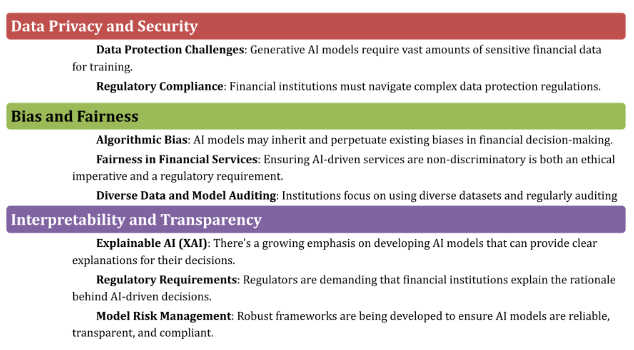 Data Privacy and Security
Data Protection Challenges: Generative AI models require vast amounts of sensitive financial data
for training.
Regulatory Compliance: Financial institutions must navigate complex data protection regulations.
Bias and Fairness
Algorithmic Bias: AI models may inherit and perpetuate existing biases in financial decision-making.
Fairness in Financial Services: Ensuring AI-driven services are non-discriminatory is both an ethical
imperative and a regulatory requirement.
Diverse Data and Model Auditing: Institutions focus on using diverse datasets and regularly auditing
Interpretability and Transparency
Explainable AI (XAI): There's a growing emphasis on developing AI models that can provide clear
explanations for their decisions.
Regulatory Requirements: Regulators are demanding that financial institutions explain the rationale
behind AI-driven decisions.
Model Risk Management: Robust frameworks are being developed to ensure AI models are reliable,
transparent, and compliant.